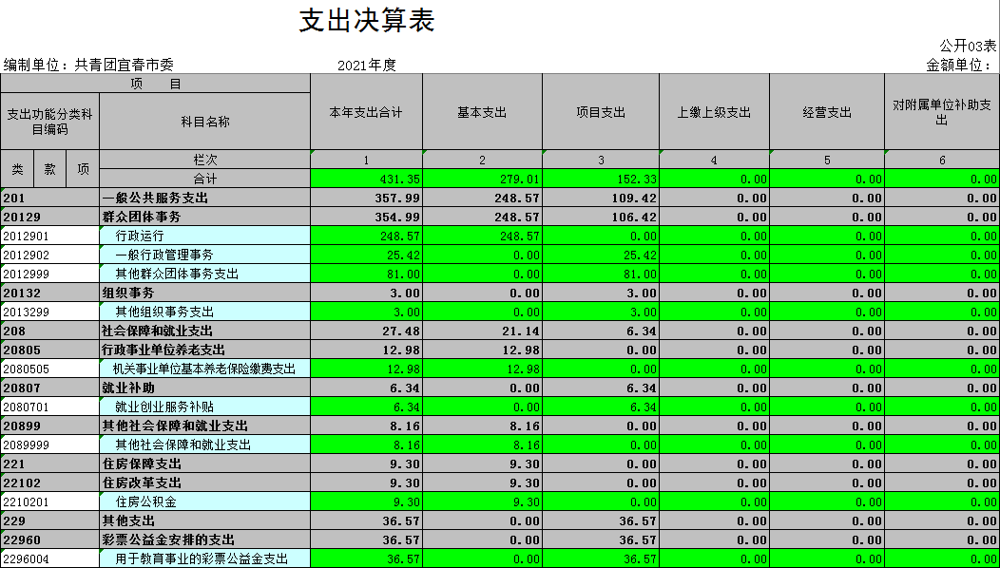 支出决算表
公开03表
编制单位：共青团宜春市委 2021年度 金额单位：
项 目 本年支出合计 基本支出 项目支出 上缴上级支出 经营支出 对附属单位补助支出
支出功能分类科目编码 科目名称
类 款 项 栏次 1 2 3 4 5 6
合计 431.35 279.01 152.33 0.00 0.00 0.00
201 一般公共服务支出 357.99 248.57 109.42 0.00 0.00 0.00
20129 群众团体事务 354.99 248.57 106.42 0.00 0.00 0.00
2012901 行政运行 248.57 248.57 0.00 0.00 0.00 0.00
2012902 一般行政管理事务 25.42 0.00 25.42 0.00 0.00 0.00
2012999 其他群众团体事务支出 81.00 0.00 81.00 0.00 0.00 0.00
20132 组织事务 3.00 0.00 3.00 0.00 0.00 0.00
2013299 其他组织事务支出 3.00 0.00 3.00 0.00 0.00 0.00
208 社会保障和就业支出 27.48 21.14 6.34 0.00 0.00 0.00
20805 行政事业单位养老支出 12.98 12.98 0.00 0.00 0.00 0.00
2080505 机关事业单位基本养老保险缴费支出 12.98 12.98 0.00 0.00 0.00 0.00
20807 就业补助 6.34 0.00 6.34 0.00 0.00 0.00
2080701 就业创业服务补贴 6.34 0.00 6.34 0.00 0.00 0.00
20899 其他社会保障和就业支出 8.16 8.16 0.00 0.00 0.00 0.00
2089999 其他社会保障和就业支出 8.16 8.16 0.00 0.00 0.00 0.00
221 住房保障支出 9.30 9.30 0.00 0.00 0.00 0.00
22102 住房改革支出 9.30 9.30 0.00 0.00 0.00 0.00
2210201 住房公积金 9.30 9.30 0.00 0.00 0.00 0.00
229 其他支出 36.57 0.00 36.57 0.00 0.00 0.00
22960 彩票公益金安排的支出 36.57 0.00 36.57 0.00 0.00 0.00
2296004 用于教育事业的彩票公益金支出 36.57 0.00 36.57 0.00 0.00 0.00